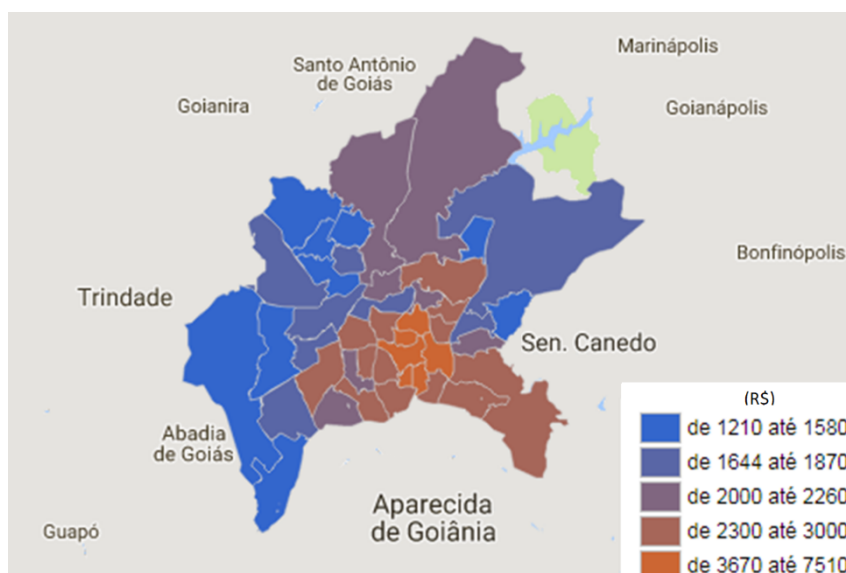 Marinápolis
Santo Antônio
de Goiás
Goianira
Goianápolis
Bonfinópolis
Trindade
Sen. Canedo
Abadia
de Goiás
Aparecida
de Goiânia
Guapó
(R$)
de 1210 até 1580
de 1644 até 1870
de 2000 até 2260
de 2300 até 3000
de 3670 até 7510